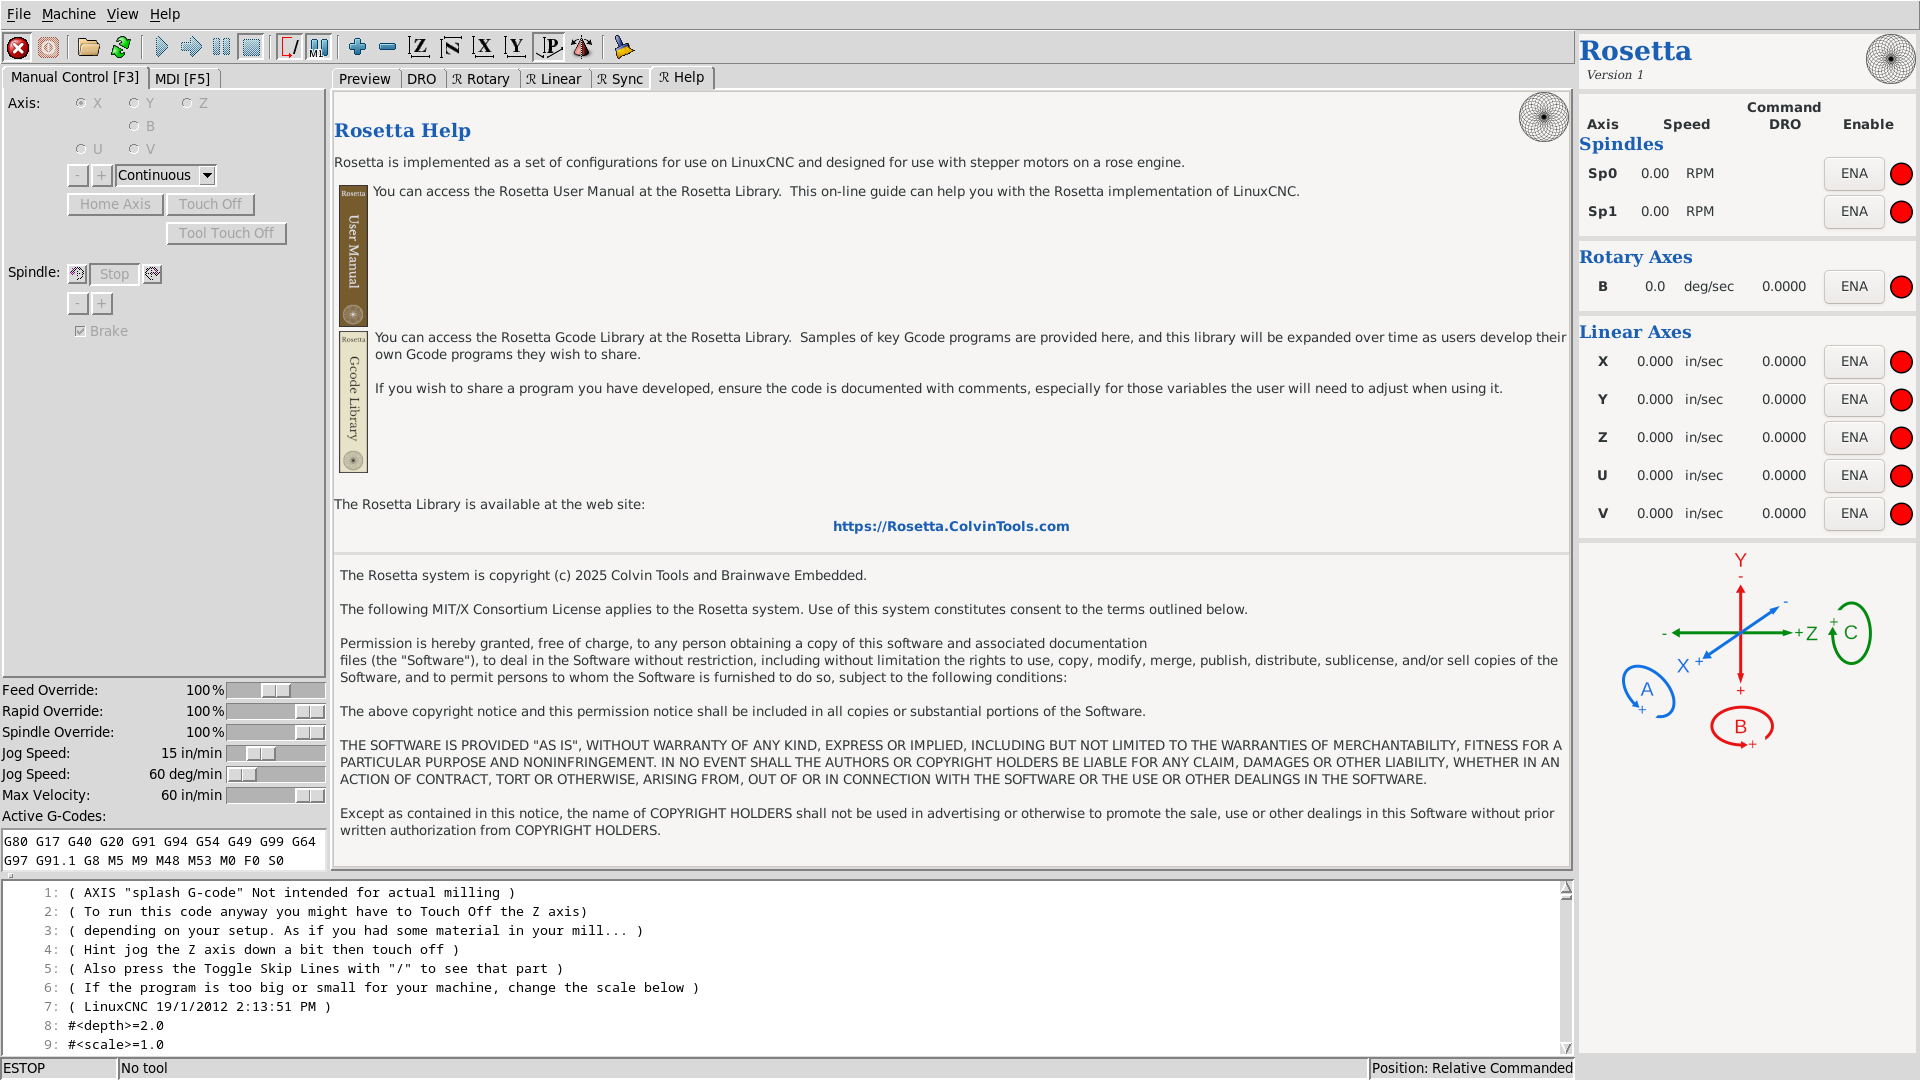 File Machine View Help
Manual Control [F3] MDI [F5]
Axis: X Y Z
B
U V
- + Continuous
Home Axis Touch Off
Tool Touch Off
Spindle: Stop
- +
Brake
Feed Override: 100 %
Rapid Override: 100 %
Spindle Override: 100 %
Jog Speed: 15 in/min
Jog Speed: 60 deg/min
Max Velocity: 60 in/min
Active G-Codes:
G80 G17 G40 G20 G91 G94 G54 G49 G99 G64
G97 G91.1 G8 M5 M9 M48 M53 M0 F0 S0
M1 Z N X Y P
Preview DRO ℛ Rotary ℛ Linear ℛ Sync ℛ Help
Rosetta Help
Rosetta is implemented as a set of configurations for use on LinuxCNC and designed for use with stepper motors on a rose engine.
Rosetta
User Manual
You can access the Rosetta User Manual at the Rosetta Library.  This on-line guide can help you with the Rosetta implementation of LinuxCNC.
Rosetta
Gcode Library
You can access the Rosetta Gcode Library at the Rosetta Library.  Samples of key Gcode programs are provided here, and this library will be expanded over time as users develop their
own Gcode programs they wish to share.
If you wish to share a program you have developed, ensure the code is documented with comments, especially for those variables the user will need to adjust when using it.
The Rosetta Library is available at the web site:
https://Rosetta.ColvinTools.com
The Rosetta system is copyright (c) 2025 Colvin Tools and Brainwave Embedded.
The following MIT/X Consortium License applies to the Rosetta system. Use of this system constitutes consent to the terms outlined below.
Permission is hereby granted, free of charge, to any person obtaining a copy of this software and associated documentation
files (the "Software"), to deal in the Software without restriction, including without limitation the rights to use, copy, modify, merge, publish, distribute, sublicense, and/or sell copies of the
Software, and to permit persons to whom the Software is furnished to do so, subject to the following conditions:
The above copyright notice and this permission notice shall be included in all copies or substantial portions of the Software.
THE SOFTWARE IS PROVIDED "AS IS", WITHOUT WARRANTY OF ANY KIND, EXPRESS OR IMPLIED, INCLUDING BUT NOT LIMITED TO THE WARRANTIES OF MERCHANTABILITY, FITNESS FOR A
PARTICULAR PURPOSE AND NONINFRINGEMENT. IN NO EVENT SHALL THE AUTHORS OR COPYRIGHT HOLDERS BE LIABLE FOR ANY CLAIM, DAMAGES OR OTHER LIABILITY, WHETHER IN AN
ACTION OF CONTRACT, TORT OR OTHERWISE, ARISING FROM, OUT OF OR IN CONNECTION WITH THE SOFTWARE OR THE USE OR OTHER DEALINGS IN THE SOFTWARE.
Except as contained in this notice, the name of COPYRIGHT HOLDERS shall not be used in advertising or otherwise to promote the sale, use or other dealings in this Software without prior
written authorization from COPYRIGHT HOLDERS.
1: ( AXIS "splash G-code" Not intended for actual milling )
2: ( To run this code anyway you might have to Touch Off the Z axis)
3: ( depending on your setup. As if you had some material in your mill... )
4: ( Hint jog the Z axis down a bit then touch off )
5: ( Also press the Toggle Skip Lines with "/" to see that part )
6: ( If the program is too big or small for your machine, change the scale below )
7: ( LinuxCNC 19/1/2012 2:13:51 PM )
8: #<depth>=2.0
9: #<scale>=1.0
ESTOP No tool Position: Relative Commanded
Rosetta
Version 1
Command
Axis Speed DRO Enable
Spindles
Sp0 0.00 RPM ENA
Sp1 0.00 RPM ENA
Rotary Axes
B 0.0 deg/sec 0.0000 ENA
Linear Axes
X 0.000 in/sec 0.0000 ENA
Y 0.000 in/sec 0.0000 ENA
Z 0.000 in/sec 0.0000 ENA
U 0.000 in/sec 0.0000 ENA
V 0.000 in/sec 0.0000 ENA
Y
- -
- + Z + C
X +
A + +
B +